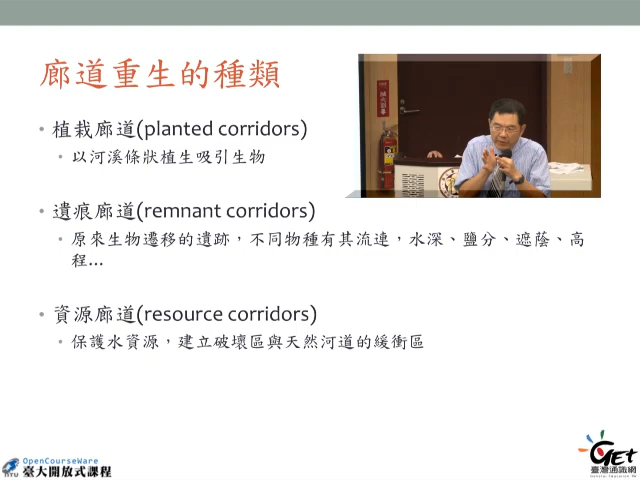 廊道重生的種類
• 植栽廊道(planted corridors)
• 以河溪條狀植生吸引生物
• 遺痕廊道(remnant corridors)
• 原來生物遷移的遺跡，不同物種有其流連，水深、鹽分、遮蔭、高
程…
• 資源廊道(resource corridors)
• 保護水資源，建立破壞區與天然河道的緩衝區
OpenCourseWare
NTU 臺大開放式課程
GET
臺灣通識網